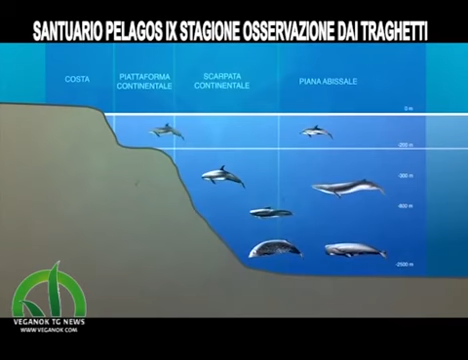 SANTUARIO PELAGOS IX STAGIONE OSSERVAZIONE DAI TRAGHETTI
COSTA
PIATTAFORMA
CONTINENTALE
SCARPATA
CONTINENTALE
PIANA ABISSALE
0 m
-200 m
-300 m
-600 m
-2500 m
VEGANOK TG NEWS
WWW.VEGANOK.COM